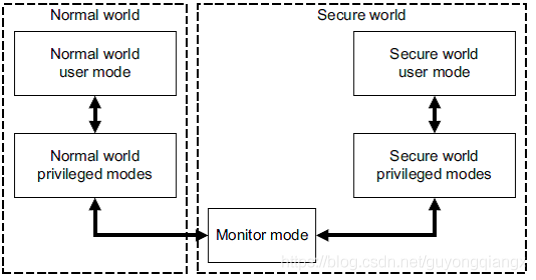 Normal world
Secure world
Normal world
user mode
Secure world
user mode
Normal world
privileged modes
Secure world
privileged modes
Monitor mode
https://blog.csdn.net/guyongqiangx